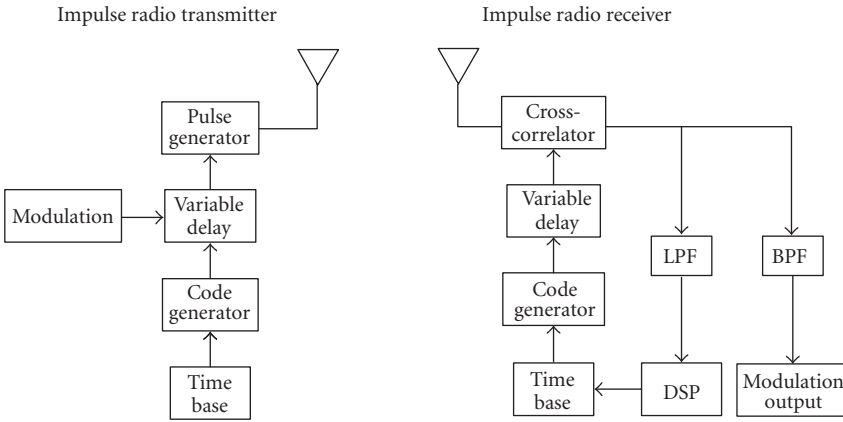 Impulse radio transmitter
Pulse
generator
Modulation
Variable
delay
Code
generator
Time
base
Impulse radio receiver
Cross-
correlator
Variable
delay
LPF
BPF
Code
generator
Time
base
DSP
Modulation
output